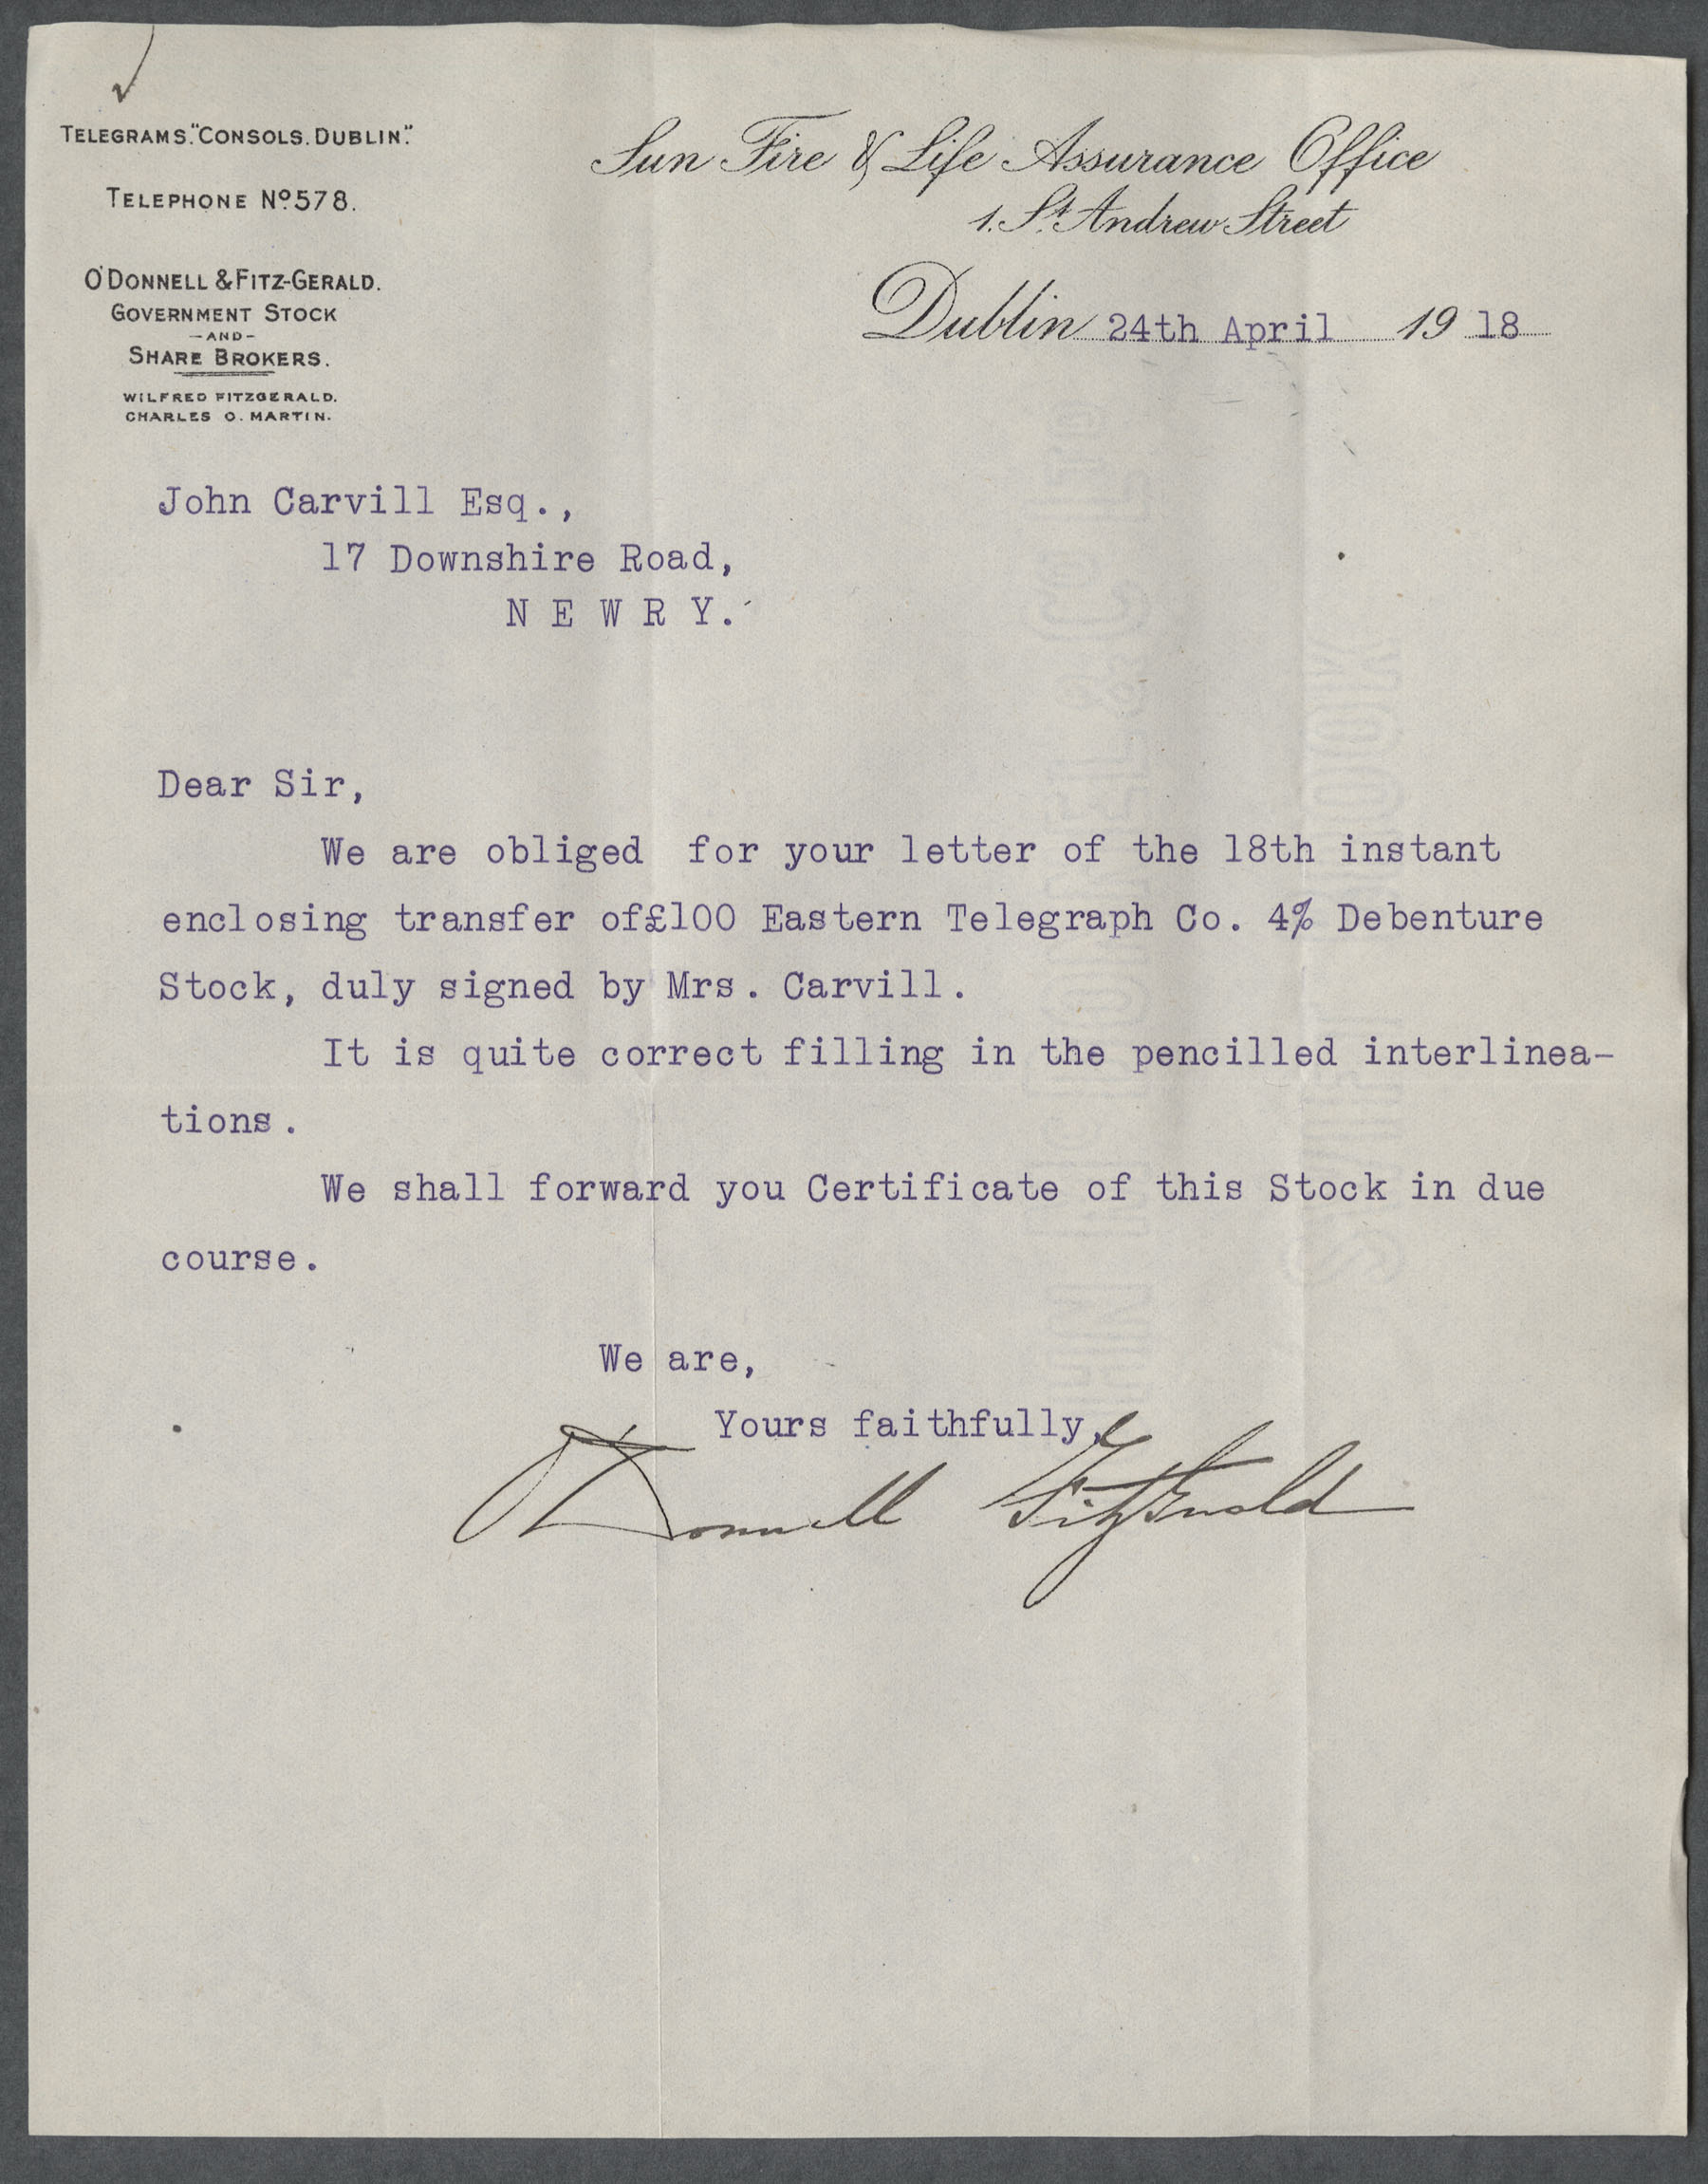 TELEGRAMS. "CONSOLS. DUBLIN."
TELEPHONE Nº 578.
O'DONNELL & FITZ-GERALD.
GOVERNMENT STOCK
-AND-
SHARE BROKERS.
WILFRED FITZGERALD.
CHARLES O. MARTIN.
Sun Fire & Life Assurance Office
1. St. Andrew Street
Dublin 24th April 1918
John Carvill Esq.,
17 Downshire Road,
N E W R Y.
Dear Sir,
We are obliged for your letter of the 18th instant
enclosing transfer of£100 Eastern Telegraph Co. 4% Debenture
Stock, duly signed by Mrs. Carvill.
It is quite correct filling in the pencilled interlinea-
tions.
We shall forward you Certificate of this Stock in due
course.
We are,
Yours faithfully,
O'Donnell Fitzgerald